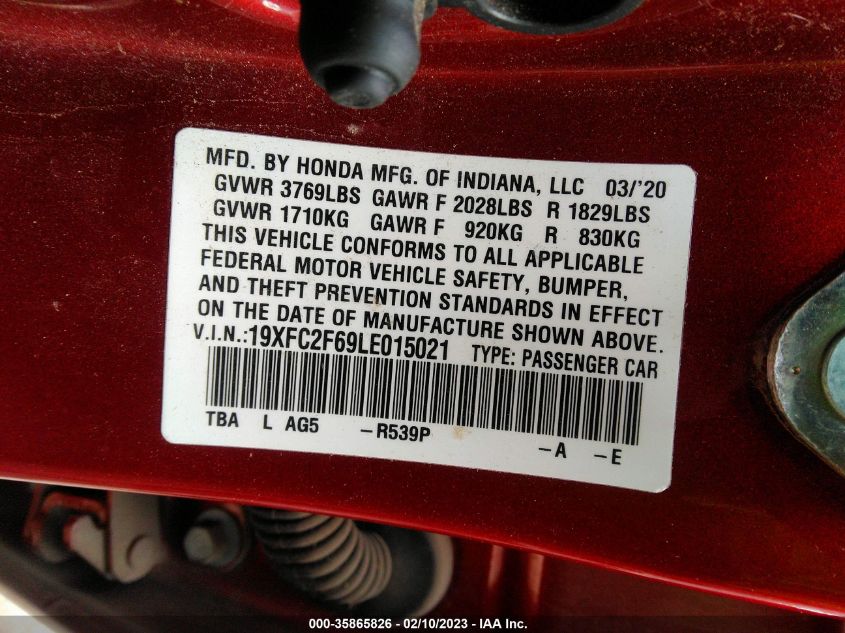 MFD. BY HONDA MFG. OF INDIANA, LLC 03/'20
GVWR 3769LBS GAWR F 2028LBS R 1829LBS
GVWR 1710KG GAWR F 920KG R 830KG
THIS VEHICLE CONFORMS TO ALL APPLICABLE
FEDERAL MOTOR VEHICLE SAFETY, BUMPER,
AND THEFT PREVENTION STANDARDS IN EFFECT
ON THE DATE OF MANUFACTURE SHOWN ABOVE.
V.I.N.:19XFC2F69LE015021 TYPE: PASSENGER CAR
TBA L AG5 -R539P -A -E
000-35865826 - 02/10/2023 - IAA Inc.